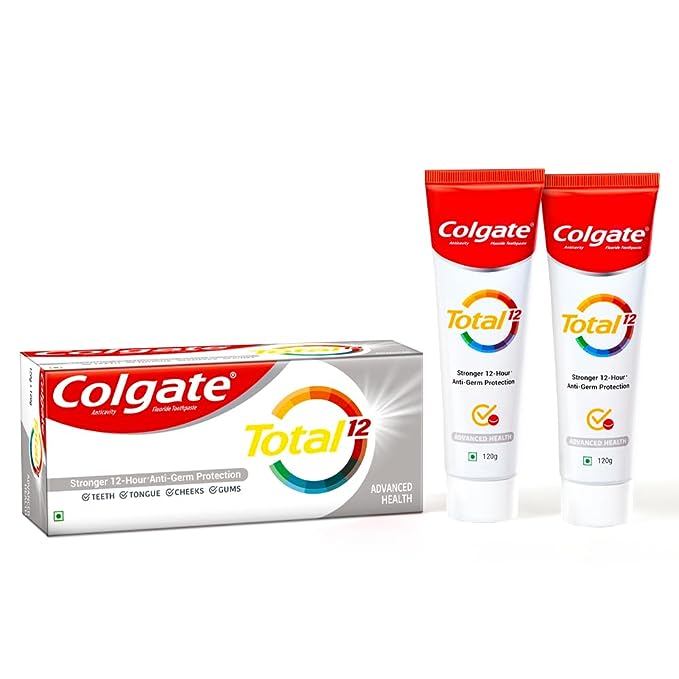 Colgate®
Anticavity Fluoride Toothpaste
Total 12
Stronger 12-Hour* Anti-Germ Protection
TEETH TONGUE CHEEKS GUMS
ADVANCED
HEALTH
Colgate®
Anticavity Fluoride Toothpaste
Total 12
Stronger 12-Hour*
Anti-Germ Protection
ADVANCED HEALTH
120g
Colgate®
Anticavity Fluoride Toothpaste
Total 12
Stronger 12-Hour*
Anti-Germ Protection
ADVANCED HEALTH
120g
Colgate